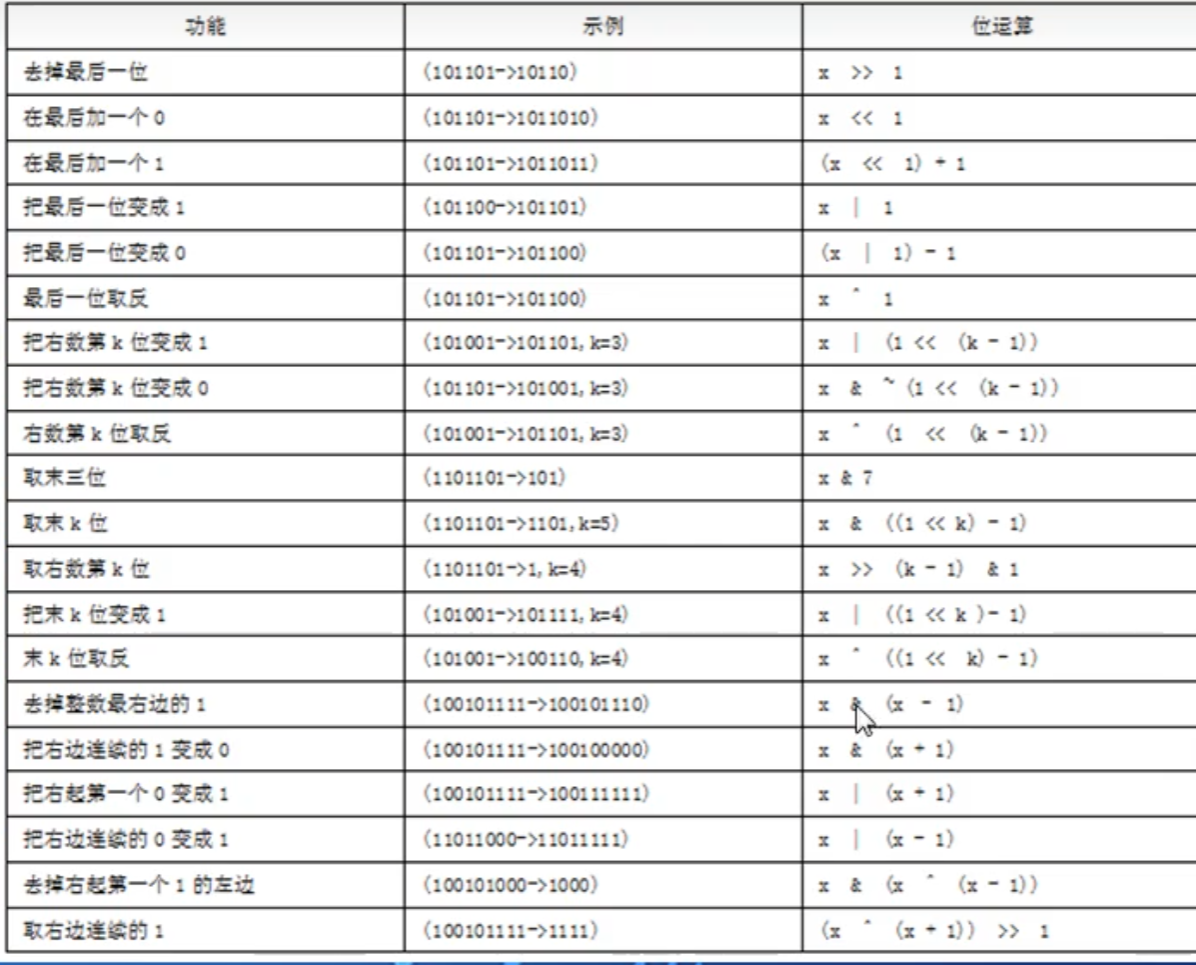 功能 示例 位运算
去掉最后一位 (101101->10110) x >> 1
在最后加一个 0 (101101->1011010) x << 1
在最后加一个 1 (101101->1011011) (x << 1) + 1
把最后一位变成 1 (101100->101101) x | 1
把最后一位变成 0 (101101->101100) (x | 1) - 1
最后一位取反 (101101->101100) x ^ 1
把右数第 k 位变成 1 (101001->101101,k=3) x | (1 << (k - 1))
把右数第 k 位变成 0 (101101->101001,k=3) x & ~ (1 << (k - 1))
右数第 k 位取反 (101001->101101,k=3) x ^ (1 << (k - 1))
取末三位 (1101101->101) x & 7
取末 k 位 (1101101->1101,k=5) x & ((1 << k) - 1)
取右数第 k 位 (1101101->1,k=4) x >> (k - 1) & 1
把末 k 位变成 1 (101001->101111,k=4) x | ((1 << k )- 1)
末 k 位取反 (101001->100110,k=4) x ^ ((1 << k) - 1)
去掉整数最右边的 1 (100101111->100101110) x & (x - 1)
把右边连续的 1 变成 0 (100101111->100100000) x & (x + 1)
把右起第一个 0 变成 1 (100101111->100111111) x | (x + 1)
把右边连续的 0 变成 1 (11011000->11011111) x | (x - 1)
去掉右起第一个 1 的左边 (100101000->1000) x & (x ^ (x - 1))
取右边连续的 1 (100101111->1111) (x ^ (x + 1)) >> 1